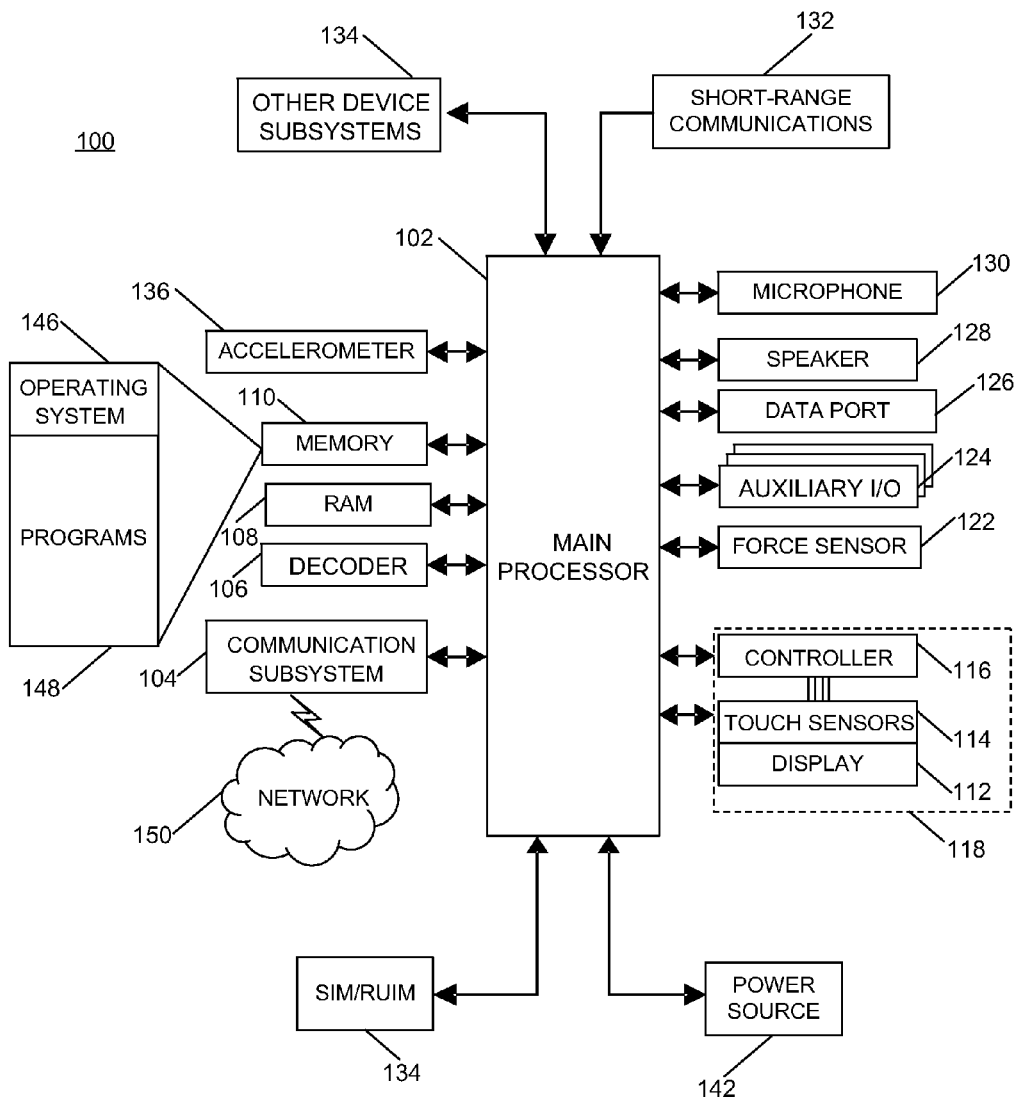 134
132
OTHER DEVICE
SUBSYSTEMS
SHORT-RANGE
COMMUNICATIONS
100
102
136
ACCELEROMETER
146
OPERATING
SYSTEM
PROGRAMS
148
110
MEMORY
RAM
108
DECODER
106
COMMUNICATION
SUBSYSTEM
104
NETWORK
150
MAIN
PROCESSOR
MICROPHONE
130
SPEAKER
128
DATA PORT
126
AUXILIARY I/O
124
FORCE SENSOR
122
CONTROLLER
116
TOUCH SENSORS
114
DISPLAY
112
118
SIM/RUIM
134
POWER
SOURCE
142